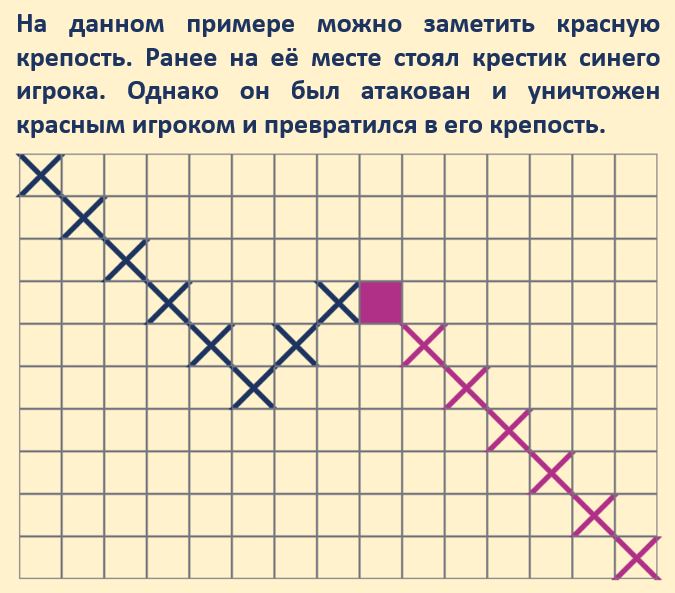 На данном примере можно заметить красную
крепость. Ранее на её месте стоял крестик синего
игрока. Однако он был атакован и уничтожен
красным игроком и превратился в его крепость.